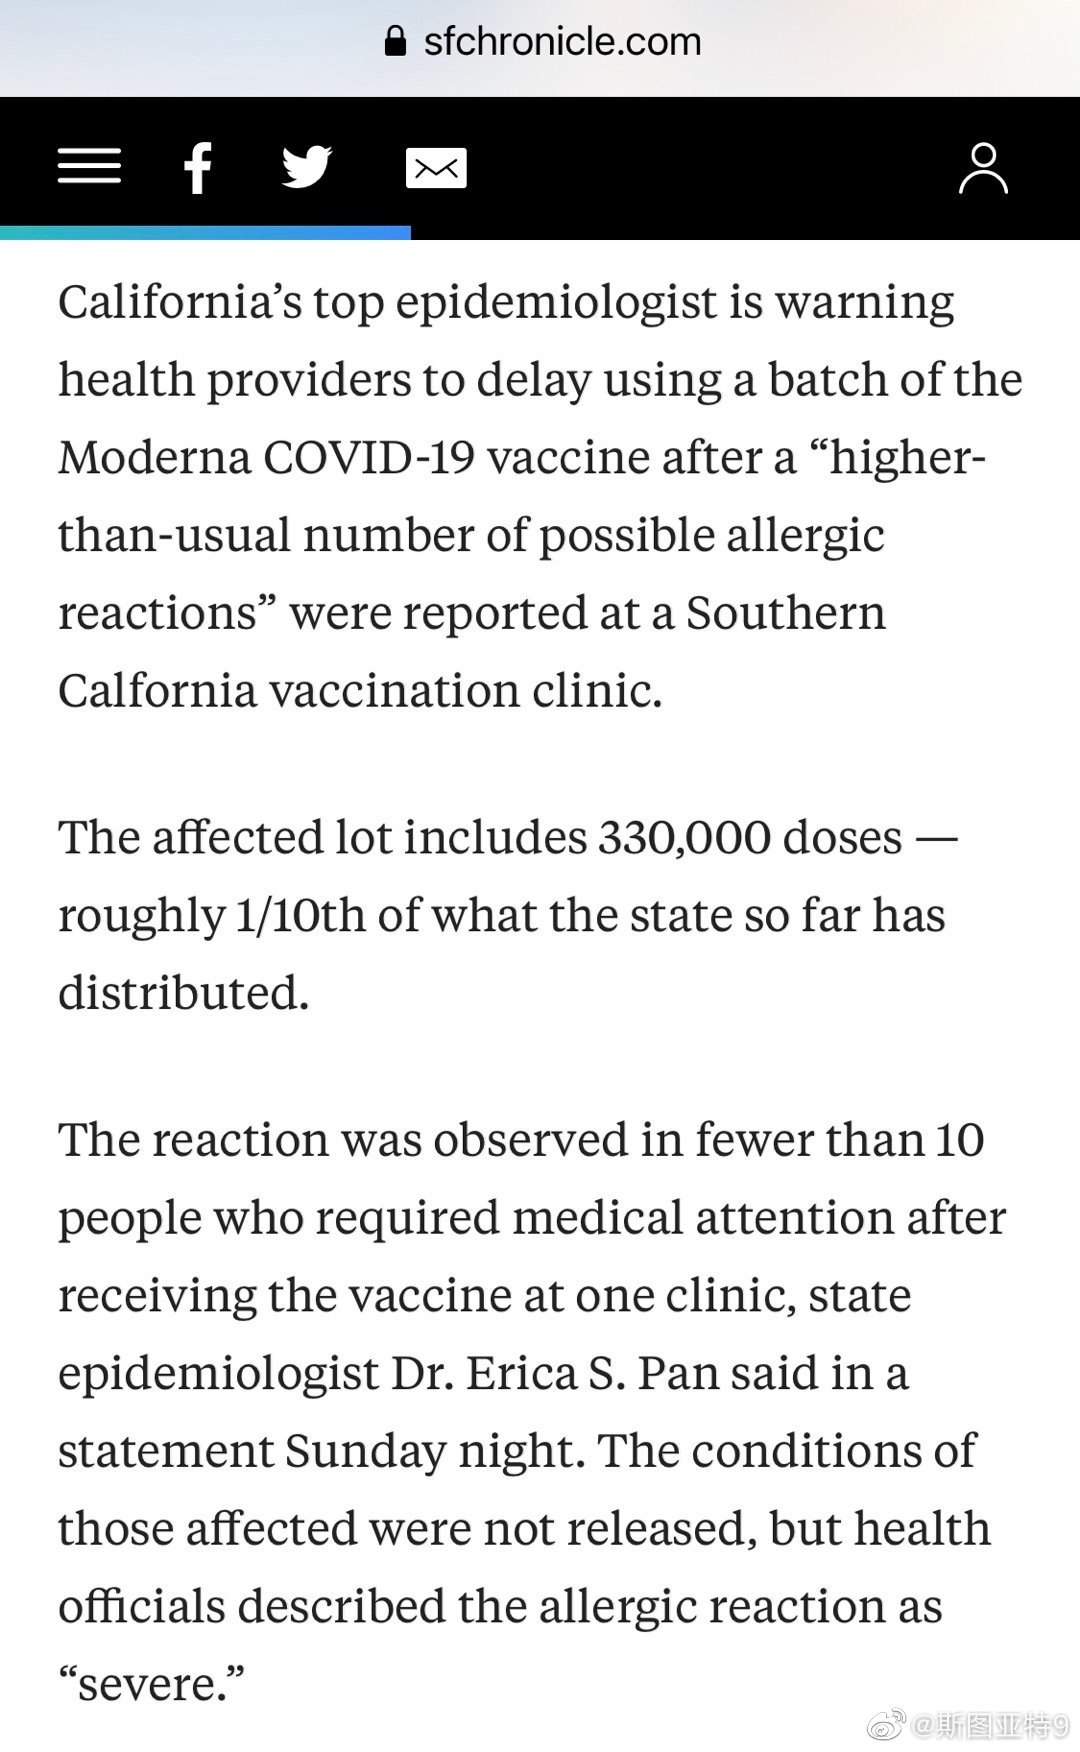 sfchronicle.com
California’s top epidemiologist is warning
health providers to delay using a batch of the
Moderna COVID-19 vaccine after a “higher-
than-usual number of possible allergic
reactions” were reported at a Southern
Calfornia vaccination clinic.
The affected lot includes 330,000 doses —
roughly 1/10th of what the state so far has
distributed.
The reaction was observed in fewer than 10
people who required medical attention after
receiving the vaccine at one clinic, state
epidemiologist Dr. Erica S. Pan said in a
statement Sunday night. The conditions of
those affected were not released, but health
officials described the allergic reaction as
“severe.”
@斯图亚特9